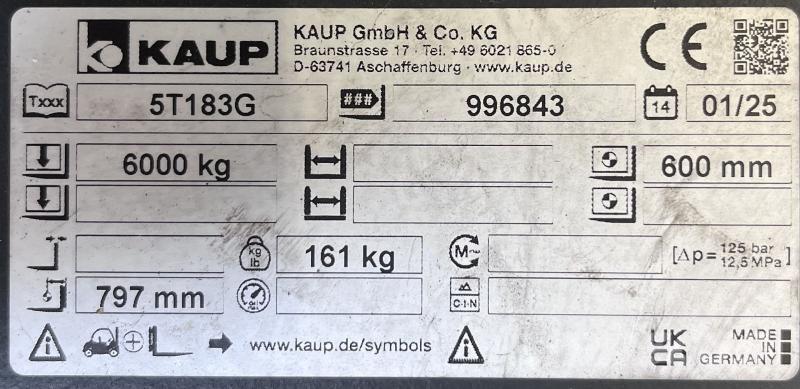 KAUP
KAUP GmbH & Co. KG
Braunstrasse 17 · Tel. +49 6021 865-0
D-63741 Aschaffenburg · www.kaup.de
CE
Txxx 5T183G ### 996843 14 01/25
6000 kg 600 mm
kg lb 161 kg M~ [Δp= 125 bar 12,5 MPa]
797 mm C-I-N
www.kaup.de/symbols
UK CA
MADE IN GERMANY